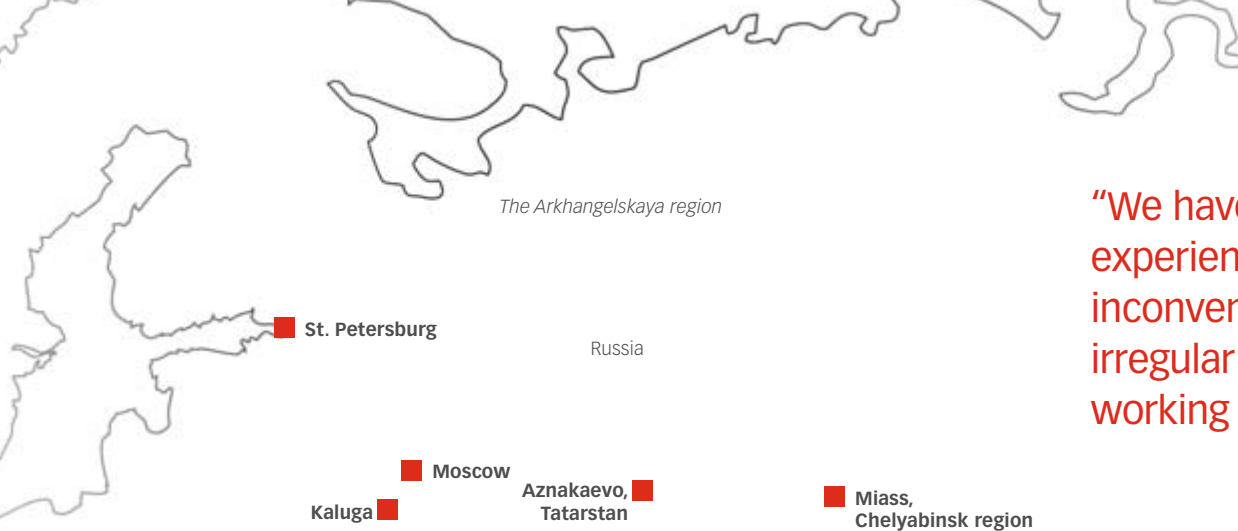 The Arkhangelskaya region
“We have
experien
inconven
irregular
working
St. Petersburg
Russia
Moscow
Aznakaevo,
Tatarstan
Kaluga
Miass,
Chelyabinsk region